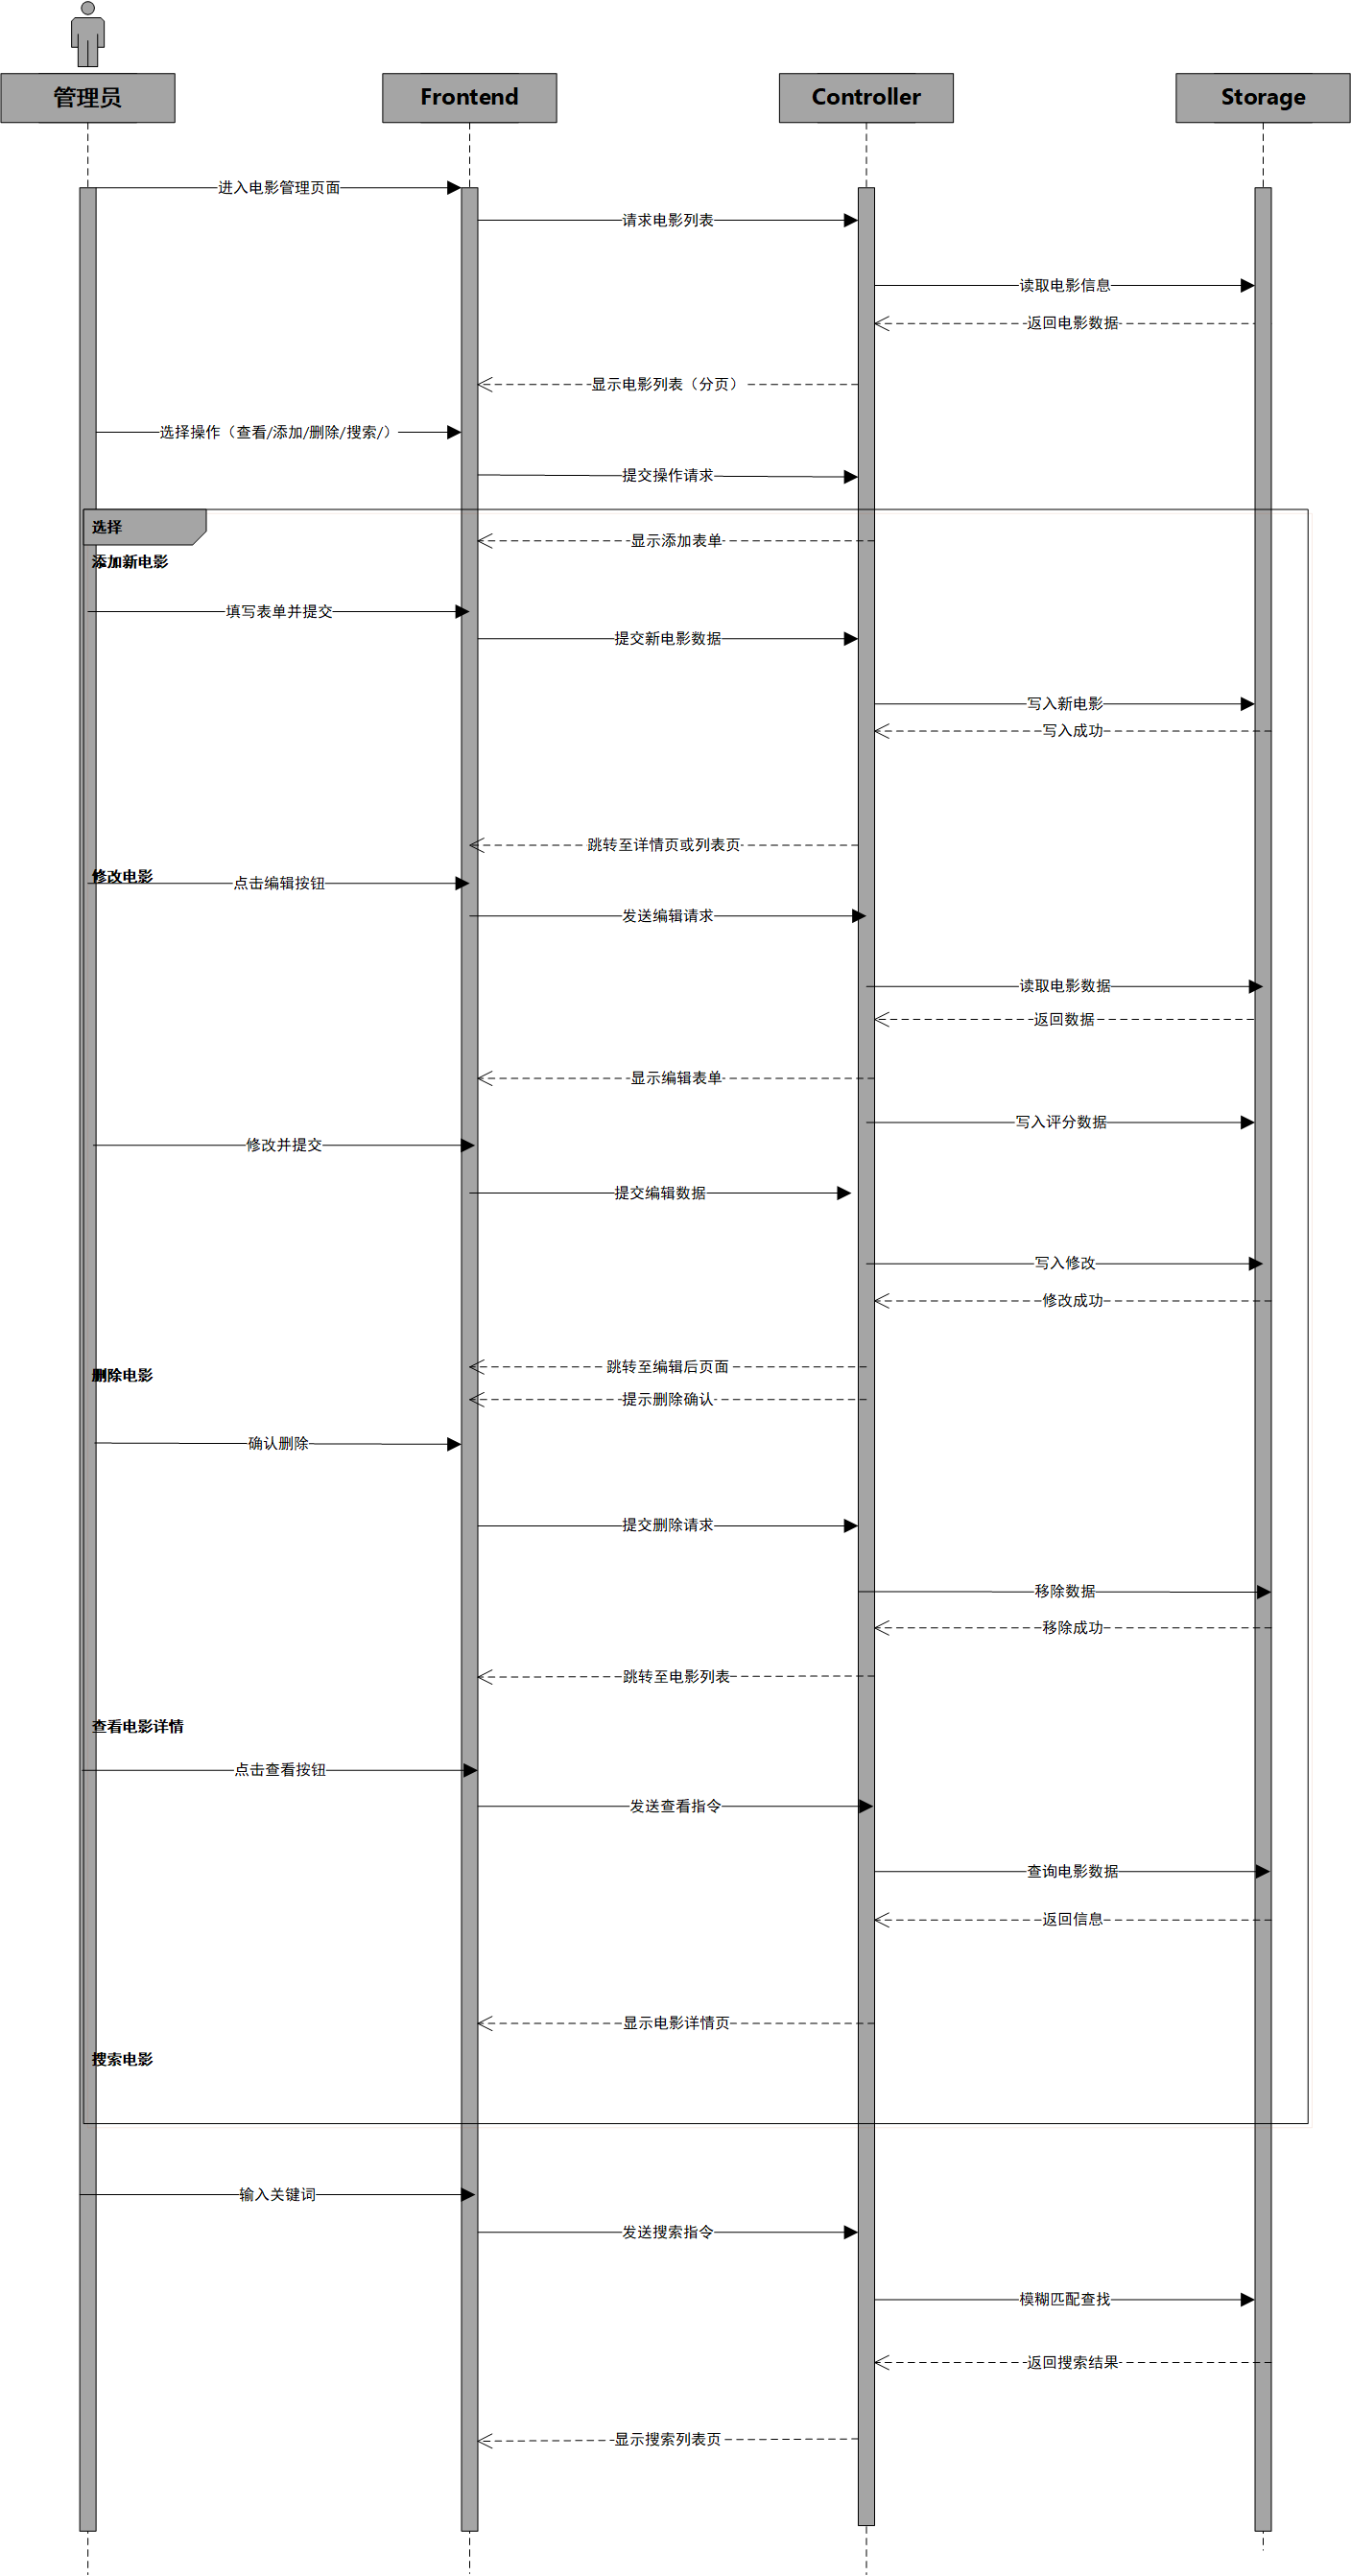 管理员
Frontend
Controller
Storage
进入电影管理页面
请求电影列表
读取电影信息
返回电影数据
显示电影列表（分页）
选择操作（查看/添加/删除/搜索/）
提交操作请求
选择
显示添加表单
添加新电影
填写表单并提交
提交新电影数据
写入新电影
写入成功
跳转至详情页或列表页
修改电影
点击编辑按钮
发送编辑请求
读取电影数据
返回数据
显示编辑表单
写入评分数据
修改并提交
提交编辑数据
写入修改
修改成功
跳转至编辑后页面
删除电影
提示删除确认
确认删除
提交删除请求
移除数据
移除成功
跳转至电影列表
查看电影详情
点击查看按钮
发送查看指令
查询电影数据
返回信息
显示电影详情页
搜索电影
输入关键词
发送搜索指令
模糊匹配查找
返回搜索结果
显示搜索列表页